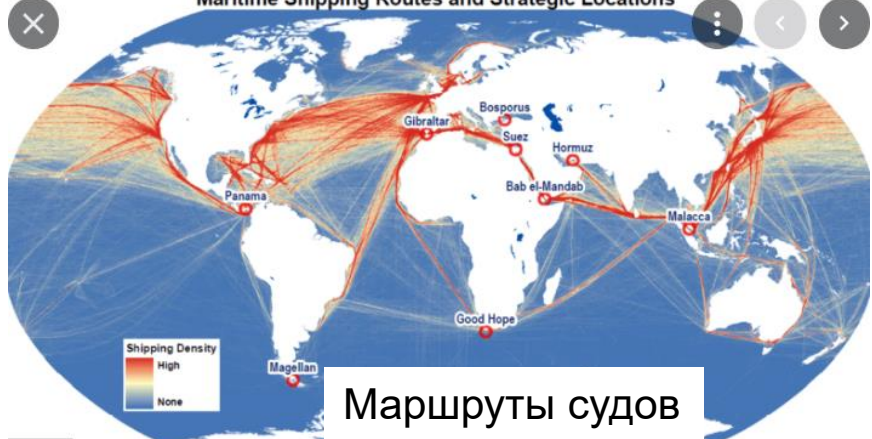 Maritime Shipping Routes and Strategic Locations
Bosporus
Gibraltar
Suez
Hormuz
Bab el-Mandab
Panama
Malacca
Good Hope
Shipping Density
High
None
Magellan
Маршруты судов